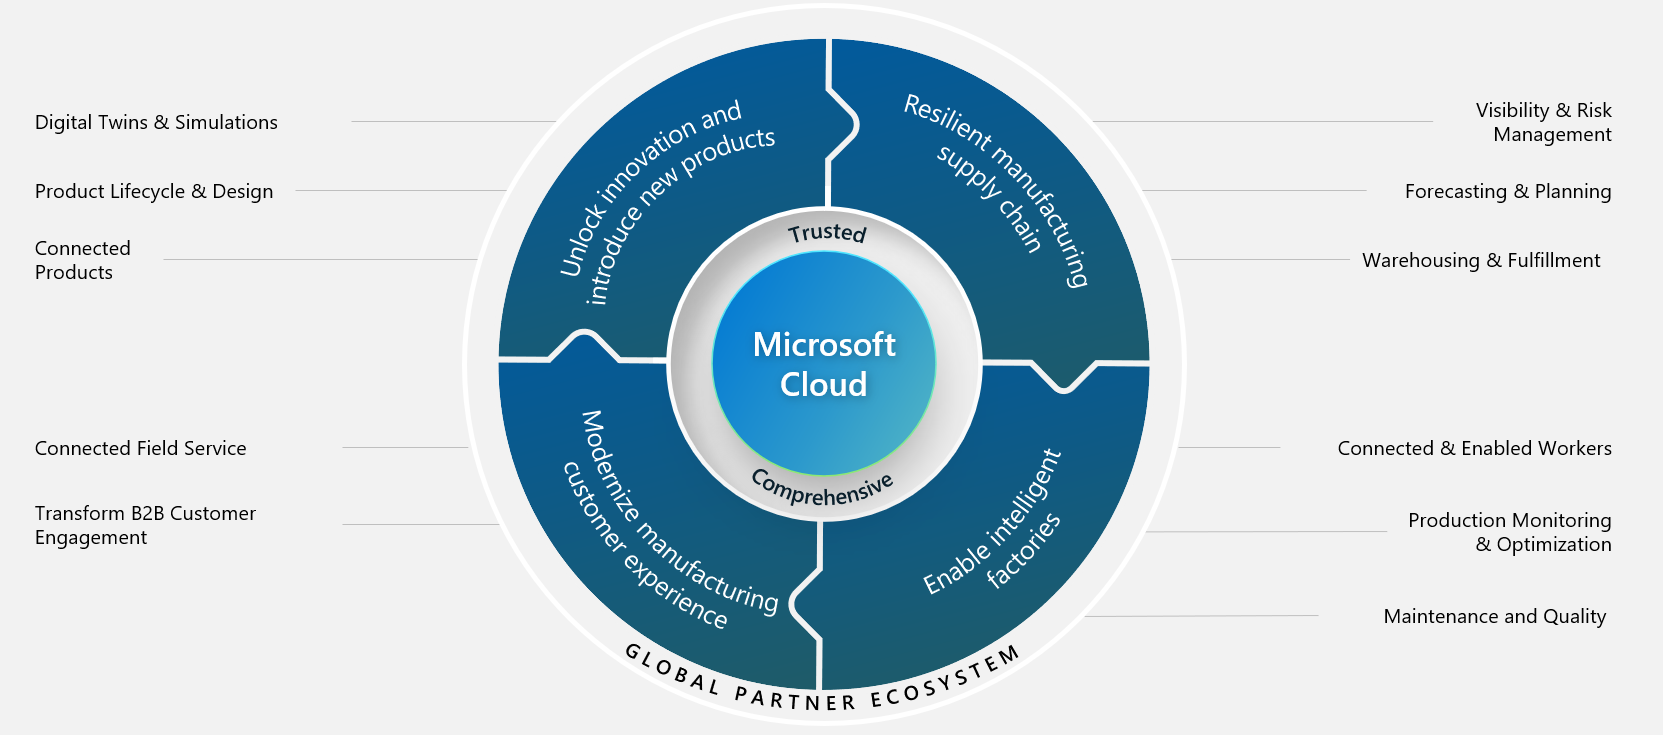 Digital Twins & Simulations
Product Lifecycle & Design
Connected
Products
Connected Field Service
Transform B2B Customer
Engagement
Unlock innovation and
introduce new products
Resilient manufacturing
supply chain
Trusted
Microsoft
Cloud
Comprehensive
Modernize manufacturing
customer experience
Enable intelligent
factories
GLOBAL PARTNER ECOSYSTEM
Visibility & Risk
Management
Forecasting & Planning
Warehousing & Fulfillment
Connected & Enabled Workers
Production Monitoring
& Optimization
Maintenance and Quality